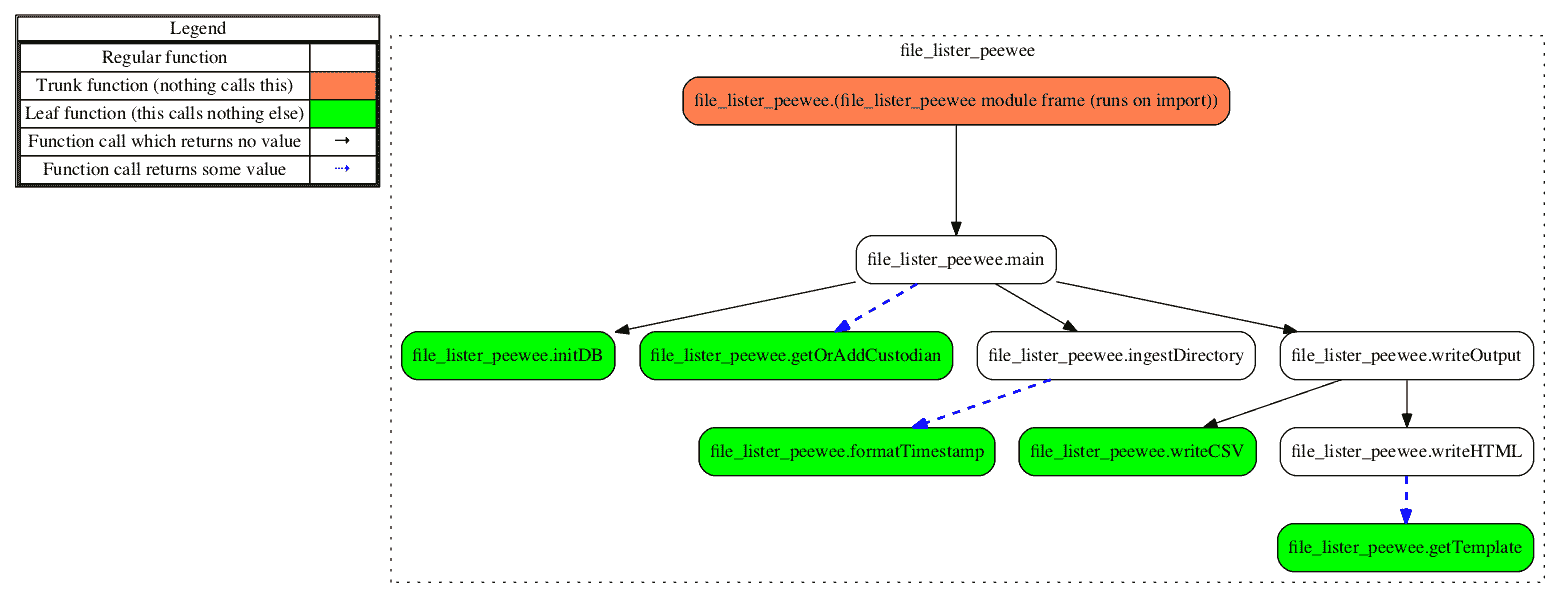 Legend
Regular function
Trunk function (nothing calls this)
Leaf function (this calls nothing else)
Function call which returns no value →
Function call returns some value ⇢
file_lister_peewee
file_lister_peewee.(file_lister_peewee module frame (runs on import))
file_lister_peewee.main
file_lister_peewee.initDB
file_lister_peewee.getOrAddCustodian
file_lister_peewee.ingestDirectory
file_lister_peewee.writeOutput
file_lister_peewee.formatTimestamp
file_lister_peewee.writeCSV
file_lister_peewee.writeHTML
file_lister_peewee.getTemplate